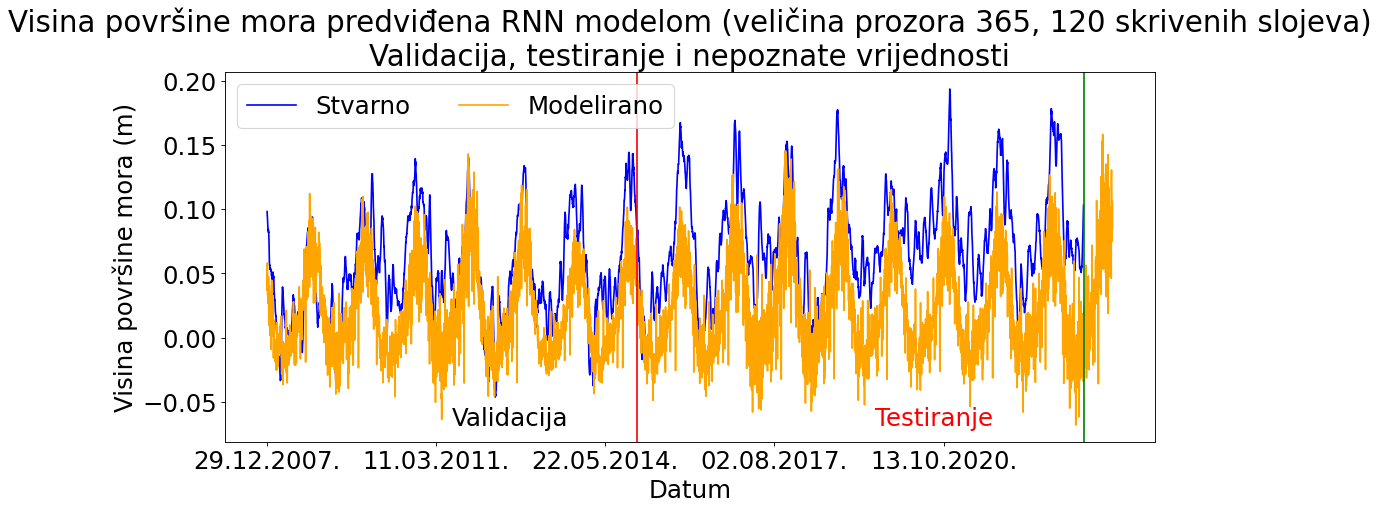 Visina površine mora predviđena RNN modelom (veličina prozora 365, 120 skrivenih slojeva)
Validacija, testiranje i nepoznate vrijednosti
Stvarno Modelirano
Visina površine mora (m)
0.20
0.15
0.10
0.05
0.00
−0.05
Validacija Testiranje
29.12.2007. 11.03.2011. 22.05.2014. 02.08.2017. 13.10.2020.
Datum